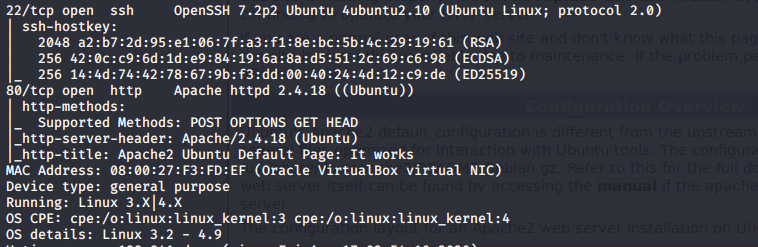 22/tcp open  ssh     OpenSSH 7.2p2 Ubuntu 4ubuntu2.10 (Ubuntu Linux; protocol 2.0)
| ssh-hostkey:
|   2048 a2:b7:2d:95:e1:06:7f:a3:f1:8e:bc:5b:4c:29:19:61 (RSA)
|   256 42:0c:c9:6d:1d:e9:84:19:6a:8a:d5:51:2c:69:c6:98 (ECDSA)
|_  256 14:4d:74:42:78:67:9b:f3:dd:00:40:24:4d:12:c9:de (ED25519)
80/tcp open  http    Apache httpd 2.4.18 ((Ubuntu))
| http-methods:
|_  Supported Methods: POST OPTIONS GET HEAD
|_http-server-header: Apache/2.4.18 (Ubuntu)
|_http-title: Apache2 Ubuntu Default Page: It works
MAC Address: 08:00:27:F3:FD:EF (Oracle VirtualBox virtual NIC)
Device type: general purpose
Running: Linux 3.X|4.X
OS CPE: cpe:/o:linux:linux_kernel:3 cpe:/o:linux:linux_kernel:4
OS details: Linux 3.2 - 4.9
site and don't know what this pag
to maintenance. if the problem pe
Configuration Overview
default configuration is different from the upstream
interaction with Ubuntu tools. The configura
Refer to this for the full do
web server itself can be found by accessing the manual if the apache
server.
The configuration layout for an Apache2 web server installation on Ub